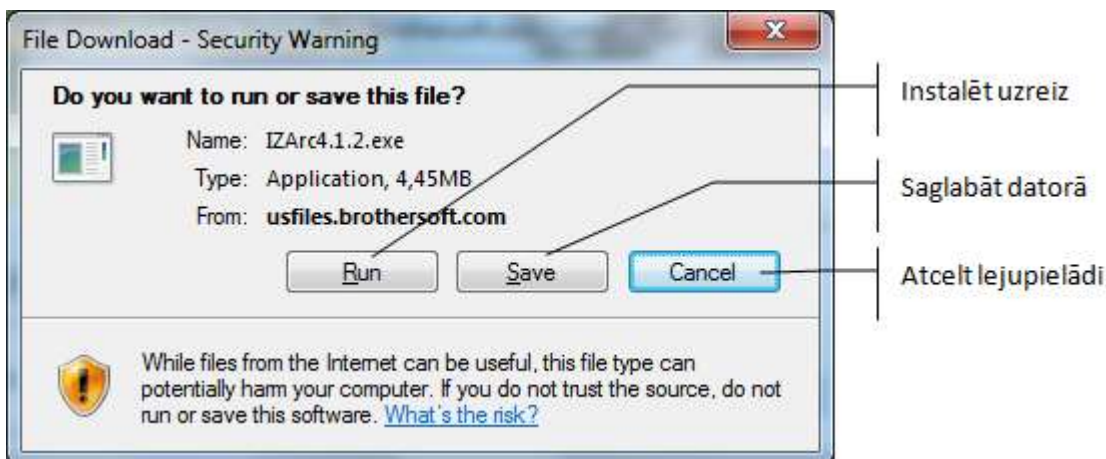 File Download - Security Warning
Do you want to run or save this file?
Name: IZArc4.1.2.exe
Type: Application, 4,45MB
From: usfiles.brothersoft.com
Run Save Cancel
While files from the Internet can be useful, this file type can
potentially harm your computer. If you do not trust the source, do not
run or save this software. What's the risk?
Instalēt uzreiz
Saglabāt datorā
Atcelt lejupielādi